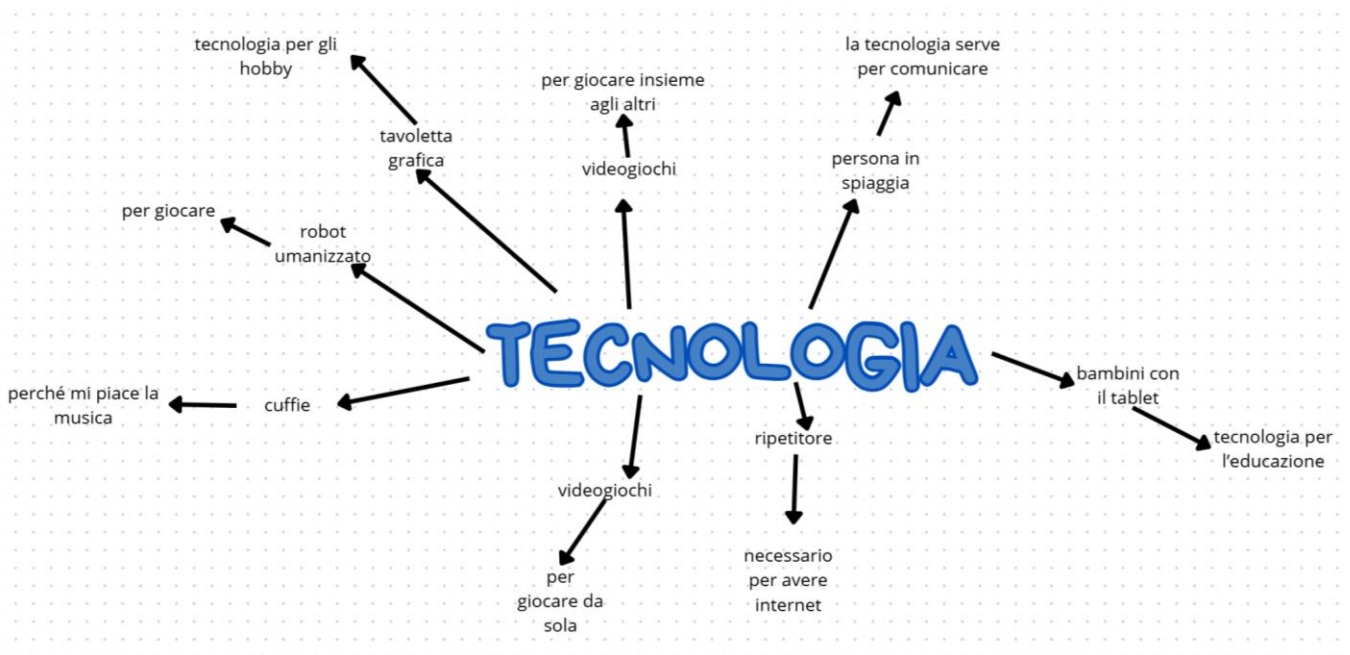 tecnologia per gli
hobby
tavoletta
grafica
per giocare insieme
agli altri
videogiochi
la tecnologia serve
per comunicare
persona in
spiaggia
per giocare
robot
umanizzato
TECNOLOGIA
perché mi piace la
musica
cuffie
bambini con
il tablet
tecnologia per
l'educazione
videogiochi
per
giocare da
sola
ripetitore
necessario
per avere
internet